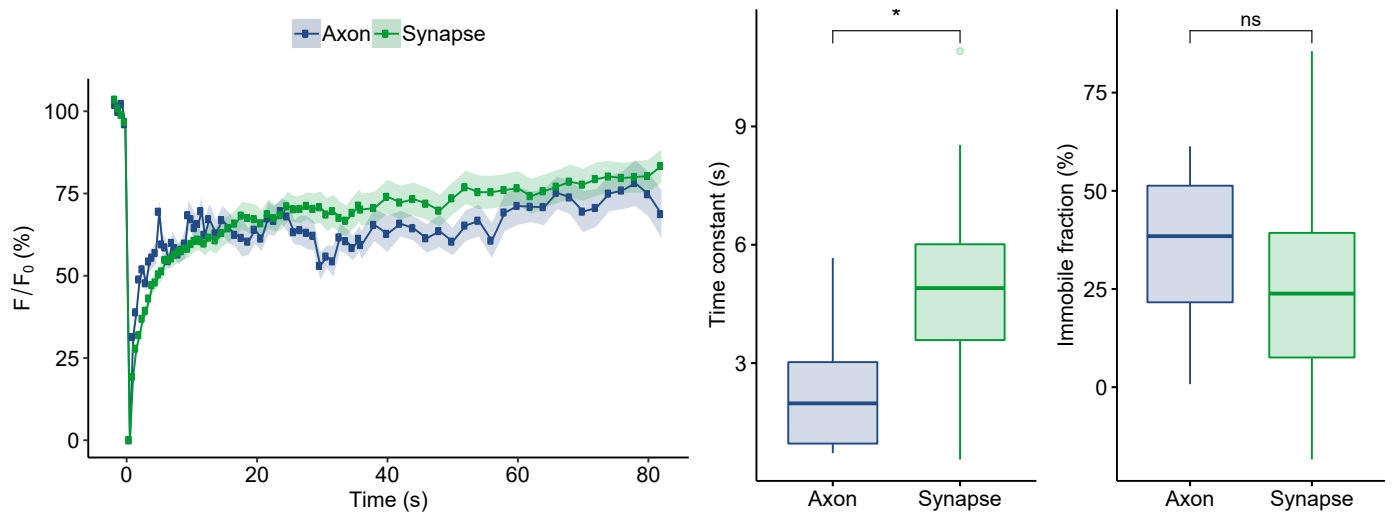 Axon Synapse
F/F0 (%)
100
75
50
25
0
0 20 40 60 80
Time (s)
*
Time constant (s)
9
6
3
Axon Synapse
ns
Immobile fraction (%)
75
50
25
0
Axon Synapse